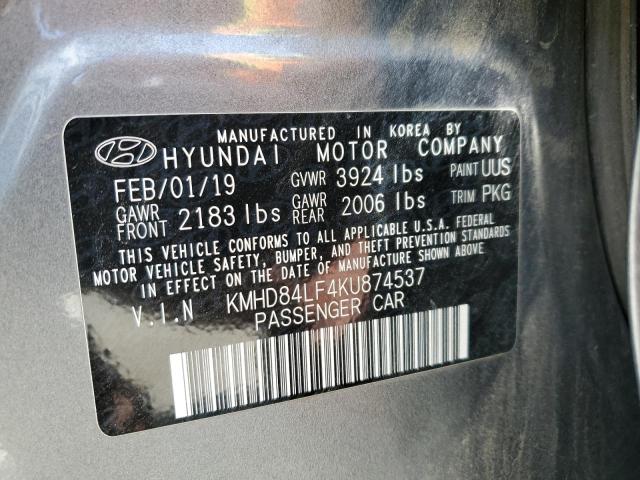 MANUFACTURED IN KOREA BY
HYUNDAI MOTOR COMPANY
FEB/01/19 GVWR 3924 lbs PAINT UUS
GAWR FRONT 2183 lbs GAWR REAR 2006 lbs TRIM PKG
THIS VEHICLE CONFORMS TO ALL APPLICABLE U.S.A. FEDERAL
MOTOR VEHICLE SAFETY, BUMPER, AND THEFT PREVENTION STANDARDS
IN EFFECT ON THE DATE OF MANUFACTURE SHOWN ABOVE.
V.I.N KMHD84LF4KU874537
PASSENGER CAR